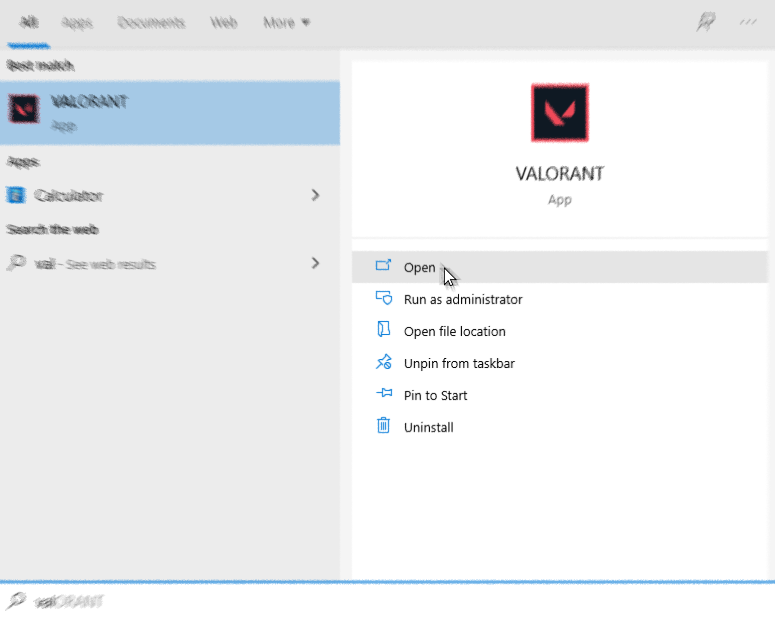 All Apps Documents Web More
Best match
VALORANT
App
Apps
Calculator
Search the web
val - See web results
VALORANT
App
Open
Run as administrator
Open file location
Unpin from taskbar
Pin to Start
Uninstall
valORANT